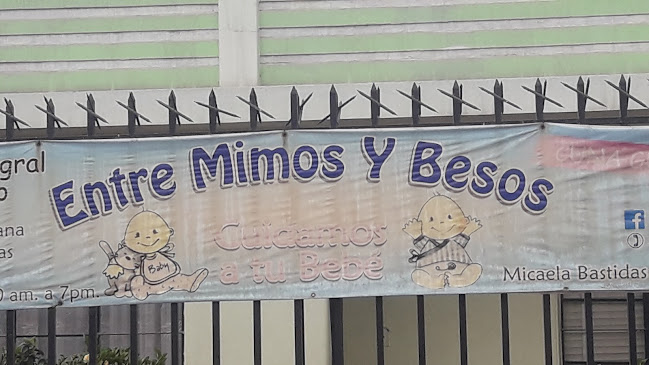 Entre Mimos Y Besos
Cuidamos
a tu Bebé
Baby
gral
o
ana
as
0 am. a 7pm.
f
Micaela Bastidas